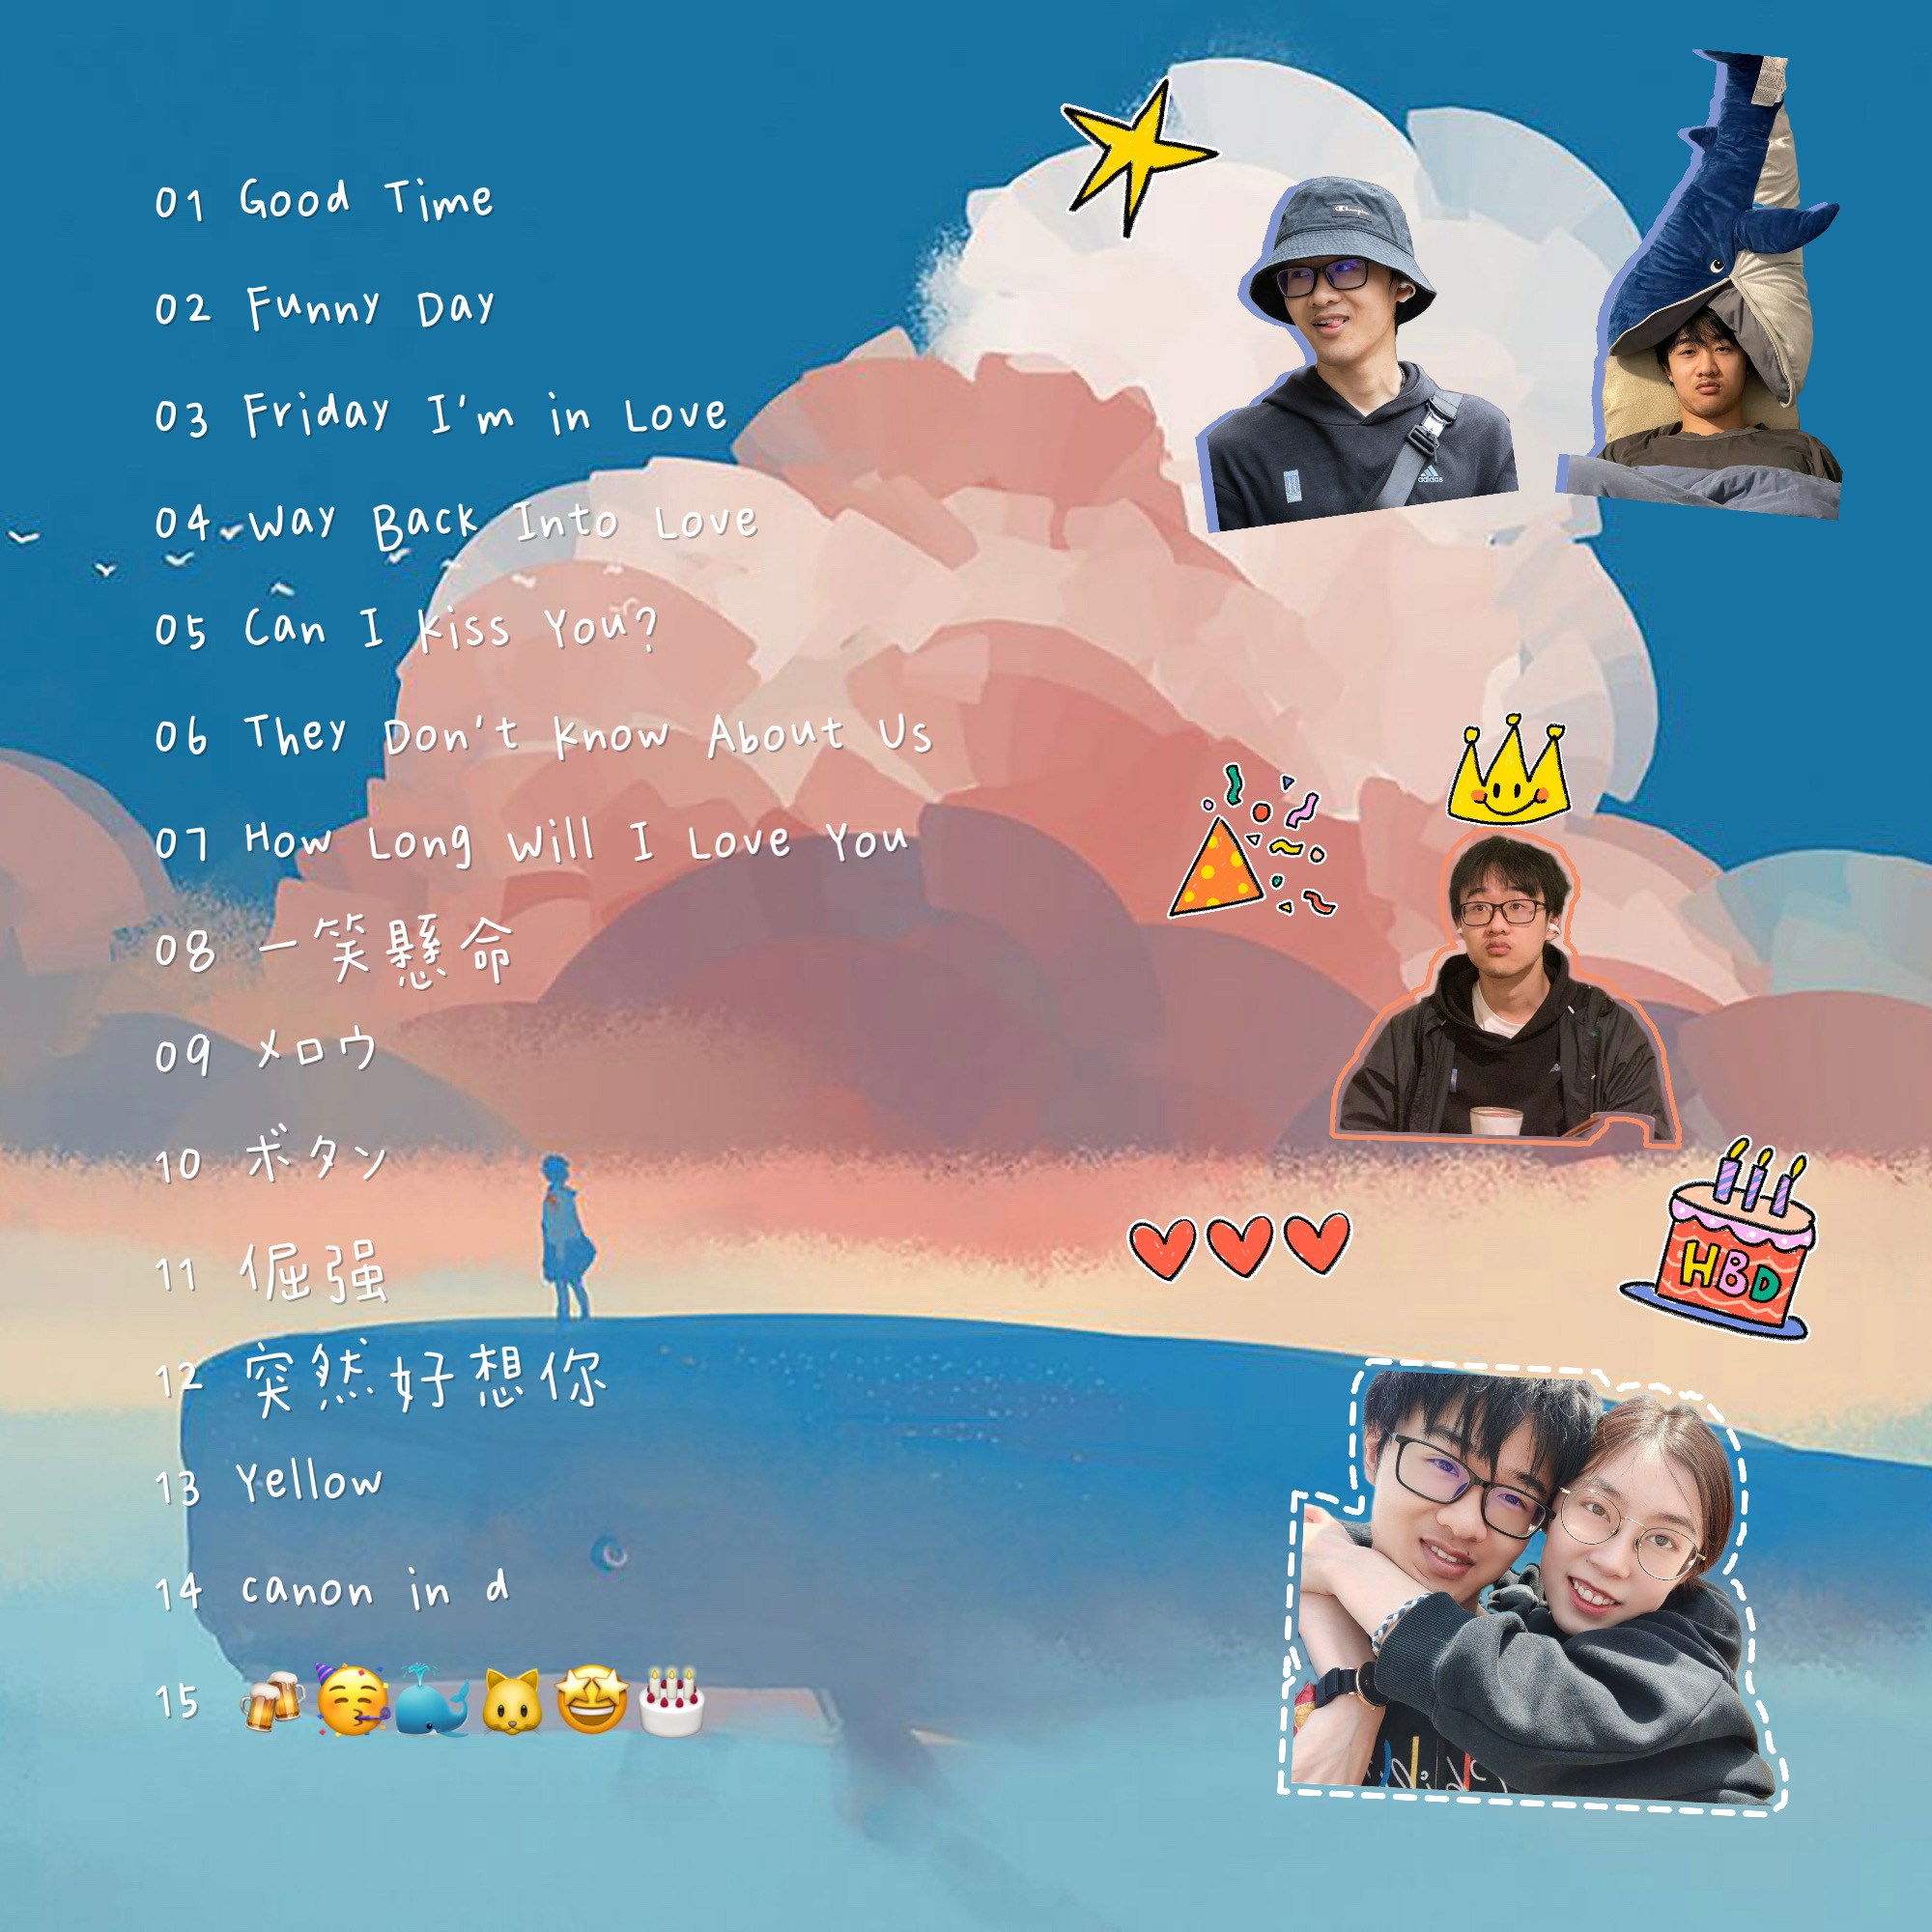 01 Good Time
02 Funny Day
03 Friday I'm in Love
04 Way Back Into Love
05 Can I Kiss You?
06 They Don't Know About Us
07 How Long Will I Love You
08 一笑懸命
09 メロウ
10 ボタン
11 倔强
12 突然好想你
13 Yellow
14 canon in d
15 🍻🥳🐳🐱🤩🎂
Champion
adidas
HBD